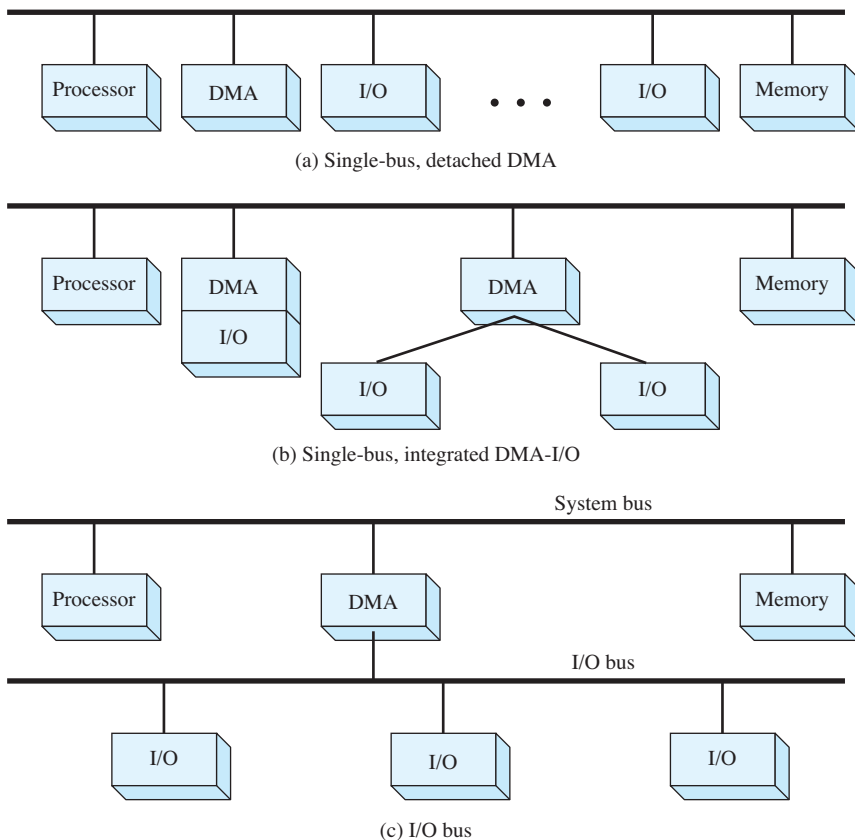 Processor
DMA
I/O
I/O
Memory
(a) Single-bus, detached DMA
Processor
DMA
I/O
DMA
Memory
I/O
I/O
(b) Single-bus, integrated DMA-I/O
System bus
Processor
DMA
Memory
I/O bus
I/O
I/O
I/O
(c) I/O bus